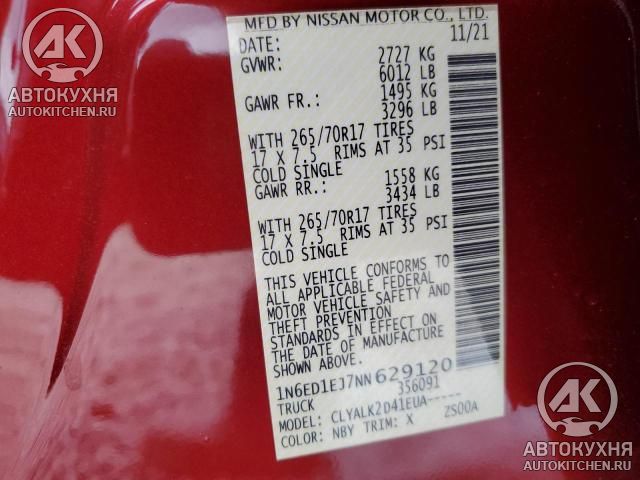 AK
АВТОКУХНЯ
AUTOKITCHEN.RU
MFD BY NISSAN MOTOR CO., LTD.
DATE: 11/21
GVWR: 2727 KG
6012 LB
GAWR FR.: 1495 KG
3296 LB
WITH 265/70R17 TIRES
17 X 7.5 RIMS AT 35 PSI
COLD SINGLE
GAWR RR.: 1558 KG
3434 LB
WITH 265/70R17 TIRES
17 X 7.5 RIMS AT 35 PSI
COLD SINGLE
THIS VEHICLE CONFORMS TO
ALL APPLICABLE FEDERAL
MOTOR VEHICLE SAFETY AND
THEFT PREVENTION
STANDARDS IN EFFECT ON
THE DATE OF MANUFACTURE
SHOWN ABOVE.
1N6ED1EJ7NN629120
TRUCK 356091
MODEL: CLYALK2D41EUA-----
COLOR: NBY TRIM: X ZS00A
AK
АВТОКУХНЯ
AUTOKITCHEN.RU